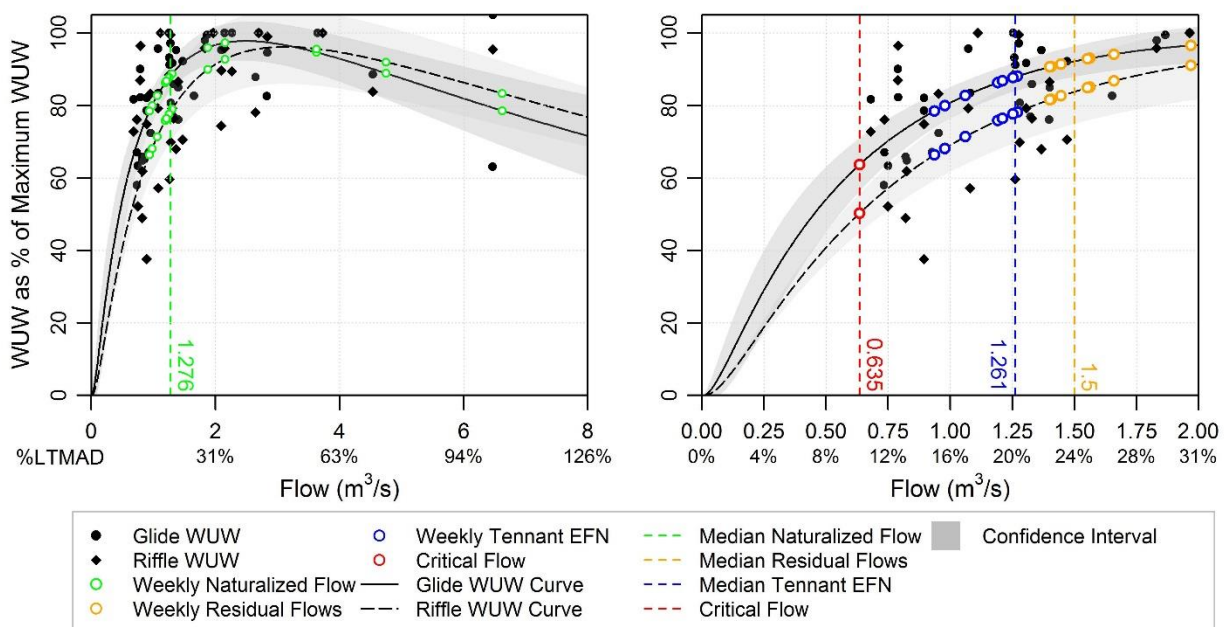 WUW as % of Maximum WUW
100
80
60
40
20
0
1.276
0 2 4 6 8
%LTMAD 31% 63% 94% 126%
Flow (m³/s)
100
80
60
40
20
0
0.635
1.261
1.5
0.00 0.25 0.50 0.75 1.00 1.25 1.50 1.75 2.00
0% 4% 8% 12% 16% 20% 24% 28% 31%
Flow (m³/s)
Glide WUW
Riffle WUW
Weekly Naturalized Flow
Weekly Residual Flows
Weekly Tennant EFN
Critical Flow
Glide WUW Curve
Riffle WUW Curve
Median Naturalized Flow
Median Residual Flows
Median Tennant EFN
Critical Flow
Confidence Interval